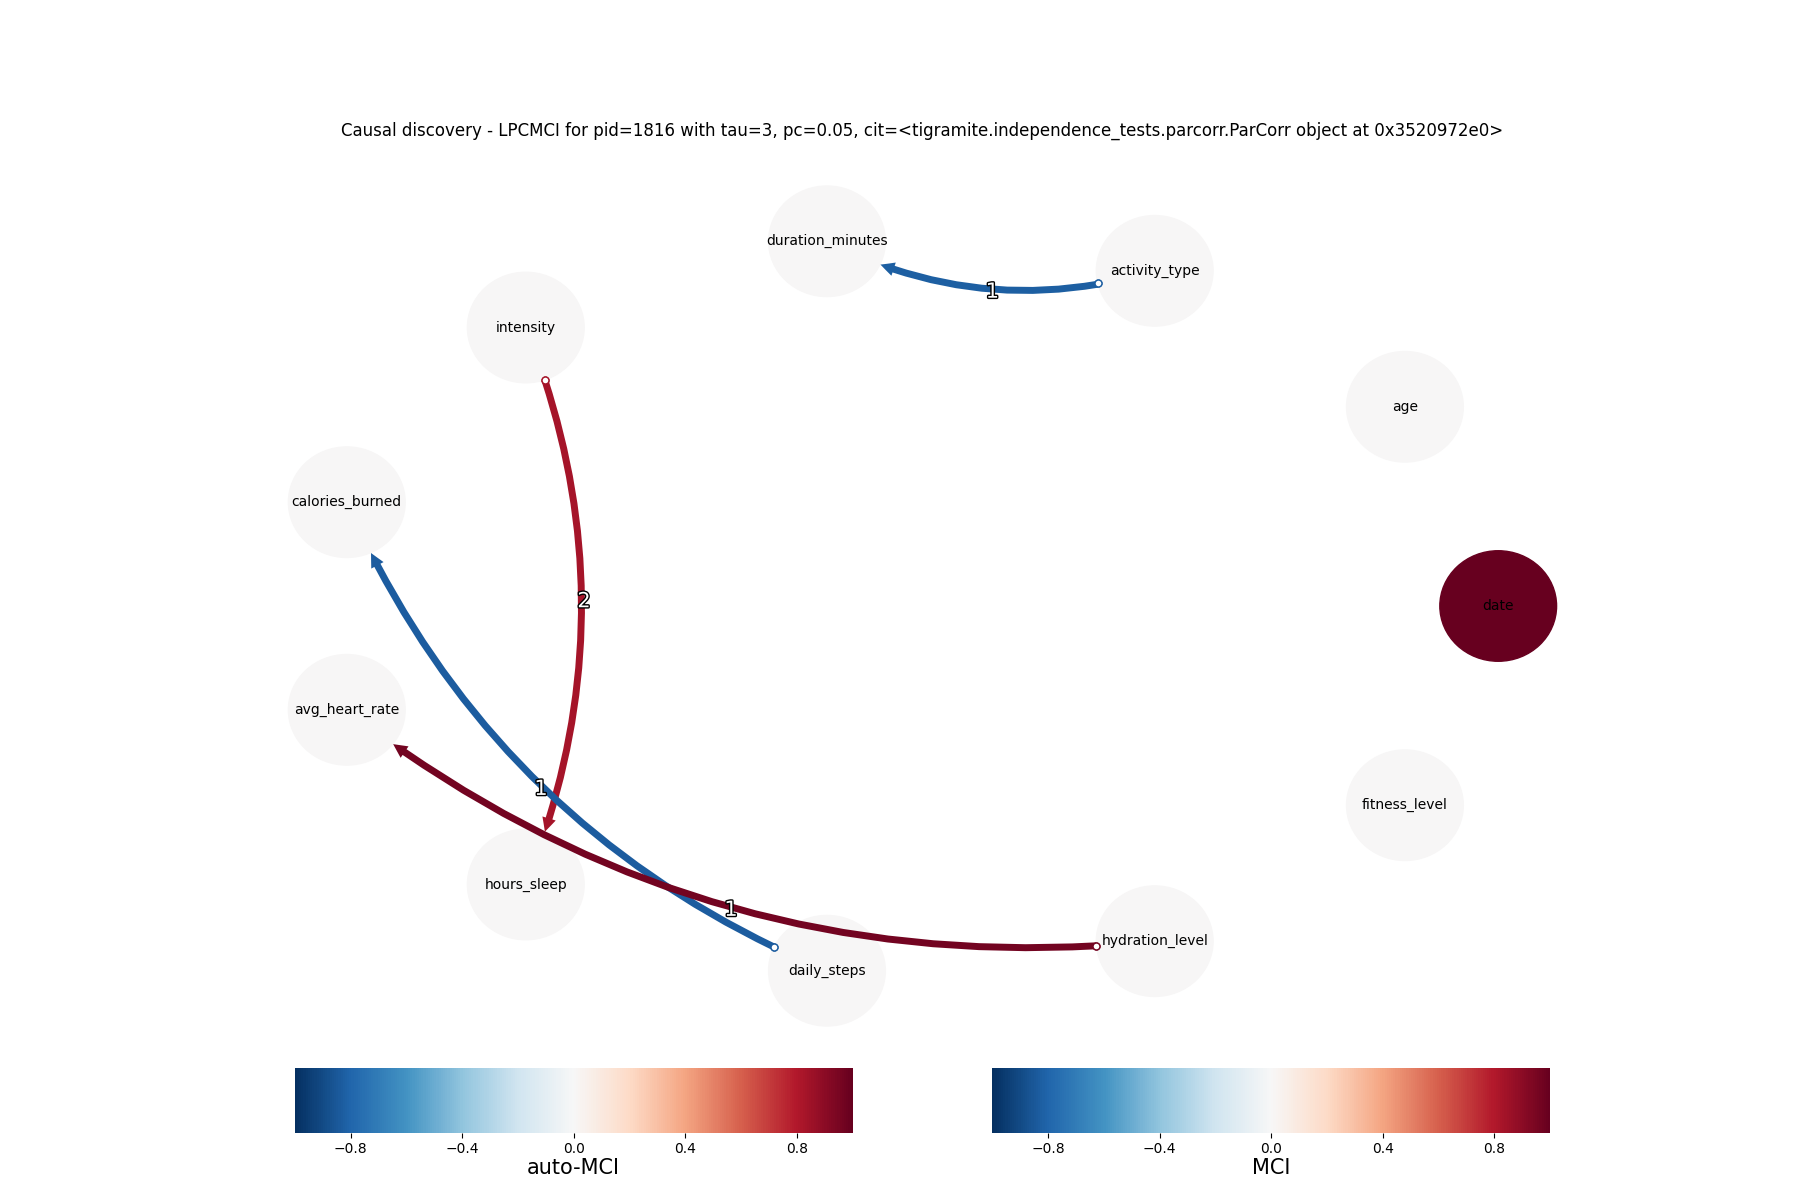 Causal discovery - LPCMCI for pid=1816 with tau=3, pc=0.05, cit=<tigramite.independence_tests.parcorr.ParCorr object at 0x3520972e0>
duration_minutes
activity_type
1
intensity
age
calories_burned
2
date
avg_heart_rate
1
fitness_level
hours_sleep
1
hydration_level
daily_steps
−0.8 −0.4 0.0 0.4 0.8
auto-MCI
−0.8 −0.4 0.0 0.4 0.8
MCI